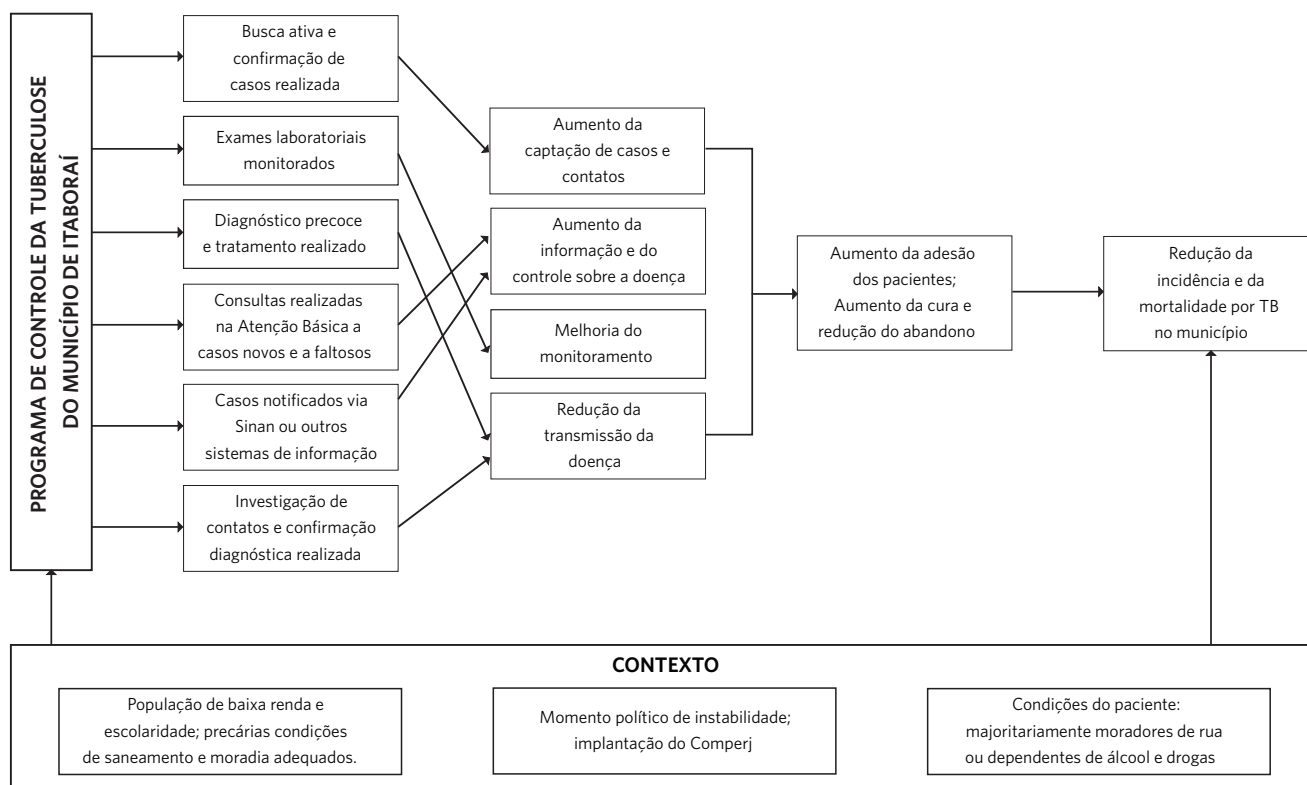 PROGRAMA DE CONTROLE DA TUBERCULOSE
DO MUNICÍPIO DE ITABORAÍ
Busca ativa e
confirmação de
casos realizada
Exames laboratoriais
monitorados
Diagnóstico precoce
e tratamento realizado
Consultas realizadas
na Atenção Básica a
casos novos e a faltosos
Casos notificados via
Sinan ou outros
sistemas de informação
Investigação de
contatos e confirmação
diagnóstica realizada
Aumento da
captação de casos e
contatos
Aumento da
informação e do
controle sobre a doença
Melhoria do
monitoramento
Redução da
transmissão da
doença
Aumento da adesão
dos pacientes;
Aumento da cura e
redução do abandono
Redução da
incidência e da
mortalidade por TB
no município
CONTEXTO
População de baixa renda e
escolaridade; precárias condições
de saneamento e moradia adequados.
Momento político de instabilidade;
implantação do Comperj
Condições do paciente:
majoritariamente moradores de rua
ou dependentes de álcool e drogas